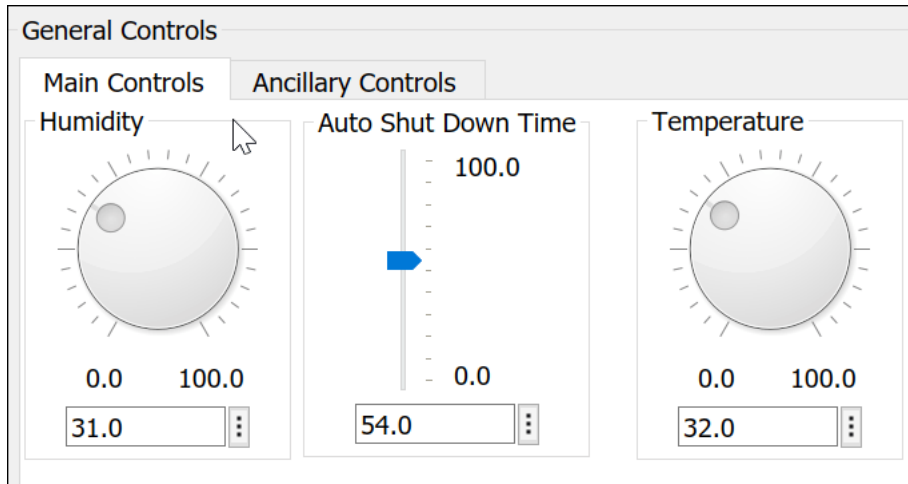 General Controls
Main Controls
Ancillary Controls
Humidity
0.0
100.0
31.0
Auto Shut Down Time
100.0
0.0
54.0
Temperature
0.0
100.0
32.0